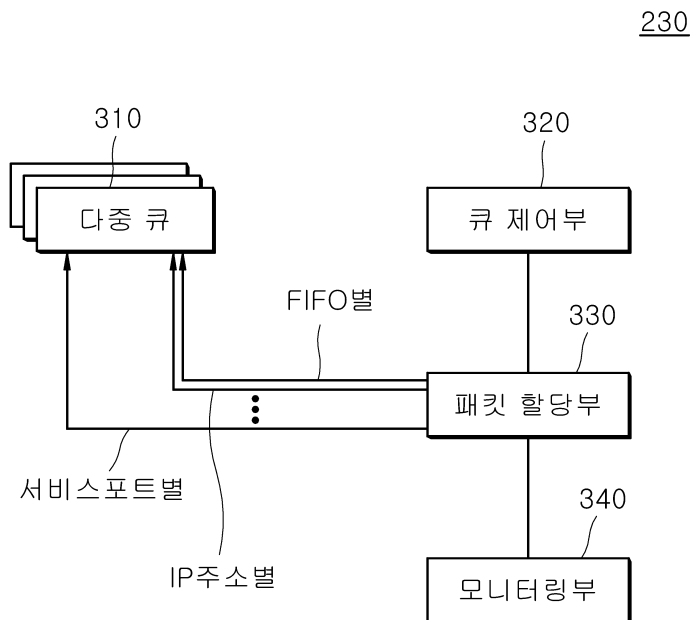 230
310
320
다중 큐
큐 제어부
FIFO별
330
패킷 할당부
서비스포트별
340
IP주소별
모니터링부